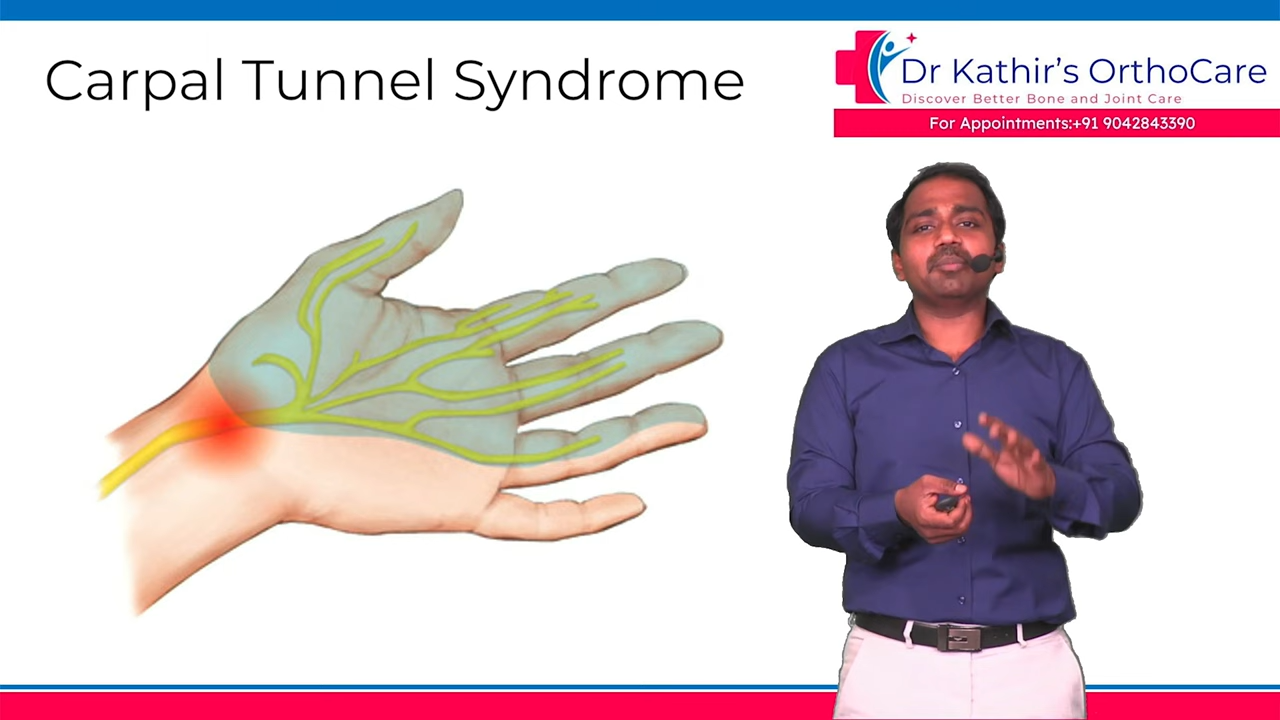 Carpal Tunnel Syndrome
Dr Kathir's OrthoCare
Discover Better Bone and Joint Care
For Appointments:+91 9042843390